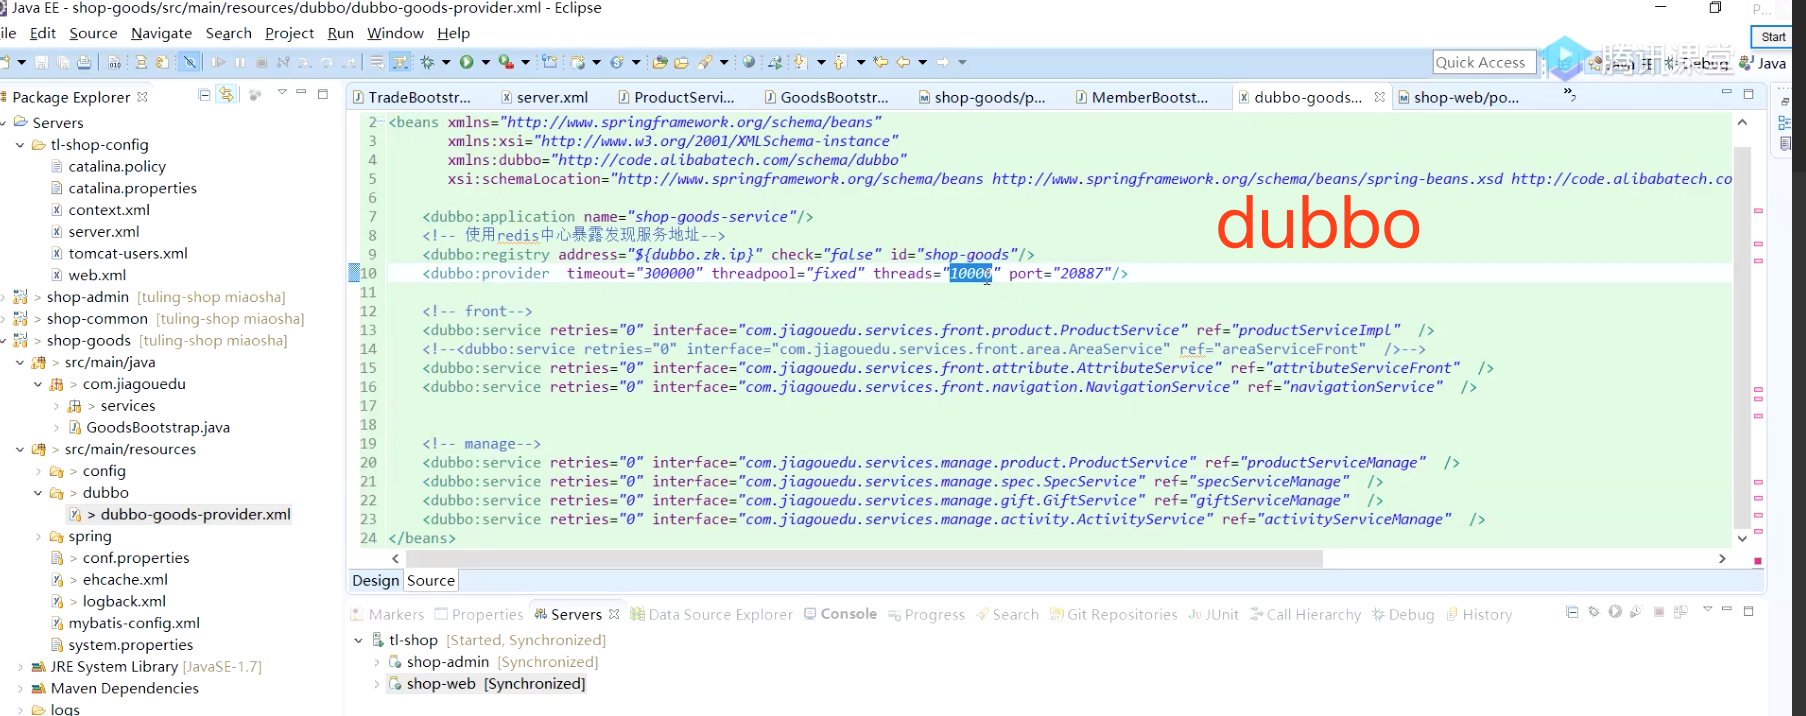 Java EE - shop-goods/src/main/resources/dubbo/dubbo-goods-provider.xml - Eclipse
ile Edit Source Navigate Search Project Run Window Help
P...
Start
Quick Access
腾讯课堂
Debug
Java
Package Explorer
TradeBootstr...
server.xml
ProductServi...
GoodsBootstr...
shop-goods/p...
MemberBootst...
dubbo-goods...
shop-web/po...
Servers
tl-shop-config
catalina.policy
catalina.properties
context.xml
server.xml
tomcat-users.xml
web.xml
> shop-admin [tuling-shop miaosha]
> shop-common [tuling-shop miaosha]
> shop-goods [tuling-shop miaosha]
> src/main/java
> com.jiagouedu
> services
> GoodsBootstrap.java
> src/main/resources
> config
> dubbo
> dubbo-goods-provider.xml
spring
> conf.properties
> ehcache.xml
> logback.xml
mybatis-config.xml
system.properties
JRE System Library [JavaSE-1.7]
Maven Dependencies
logs
2 <beans xmlns="http://www.springframework.org/schema/beans"
3 xmlns:xsi="http://www.w3.org/2001/XMLSchema-instance"
4 xmlns:dubbo="http://code.alibabatech.com/schema/dubbo"
5 xsi:schemaLocation="http://www.springframework.org/schema/beans http://www.springframework.org/schema/beans/spring-beans.xsd http://code.alibabatech.co
6
7 <dubbo:application name="shop-goods-service"/>
8 <!-- 使用redis中心暴露发现服务地址-->
9 <dubbo:registry address="${dubbo.zk.ip}" check="false" id="shop-goods"/>
10 <dubbo:provider timeout="300000" threadpool="fixed" threads="10000" port="20887"/>
11
12 <!-- front-->
13 <dubbo:service retries="0" interface="com.jiagouedu.services.front.product.ProductService" ref="productServiceImpl" />
14 <!--<dubbo:service retries="0" interface="com.jiagouedu.services.front.area.AreaService" ref="areaServiceFront" />-->
15 <dubbo:service retries="0" interface="com.jiagouedu.services.front.attribute.AttributeService" ref="attributeServiceFront" />
16 <dubbo:service retries="0" interface="com.jiagouedu.services.front.navigation.NavigationService" ref="navigationService" />
17
18
19 <!-- manage-->
20 <dubbo:service retries="0" interface="com.jiagouedu.services.manage.product.ProductService" ref="productServiceManage" />
21 <dubbo:service retries="0" interface="com.jiagouedu.services.manage.spec.SpecService" ref="specServiceManage" />
22 <dubbo:service retries="0" interface="com.jiagouedu.services.manage.gift.GiftService" ref="giftServiceManage" />
23 <dubbo:service retries="0" interface="com.jiagouedu.services.manage.activity.ActivityService" ref="activityServiceManage" />
24 </beans>
dubbo
Design Source
Markers Properties Servers Data Source Explorer Console Progress Search Git Repositories JUnit Call Hierarchy Debug History
tl-shop [Started, Synchronized]
shop-admin [Synchronized]
shop-web [Synchronized]